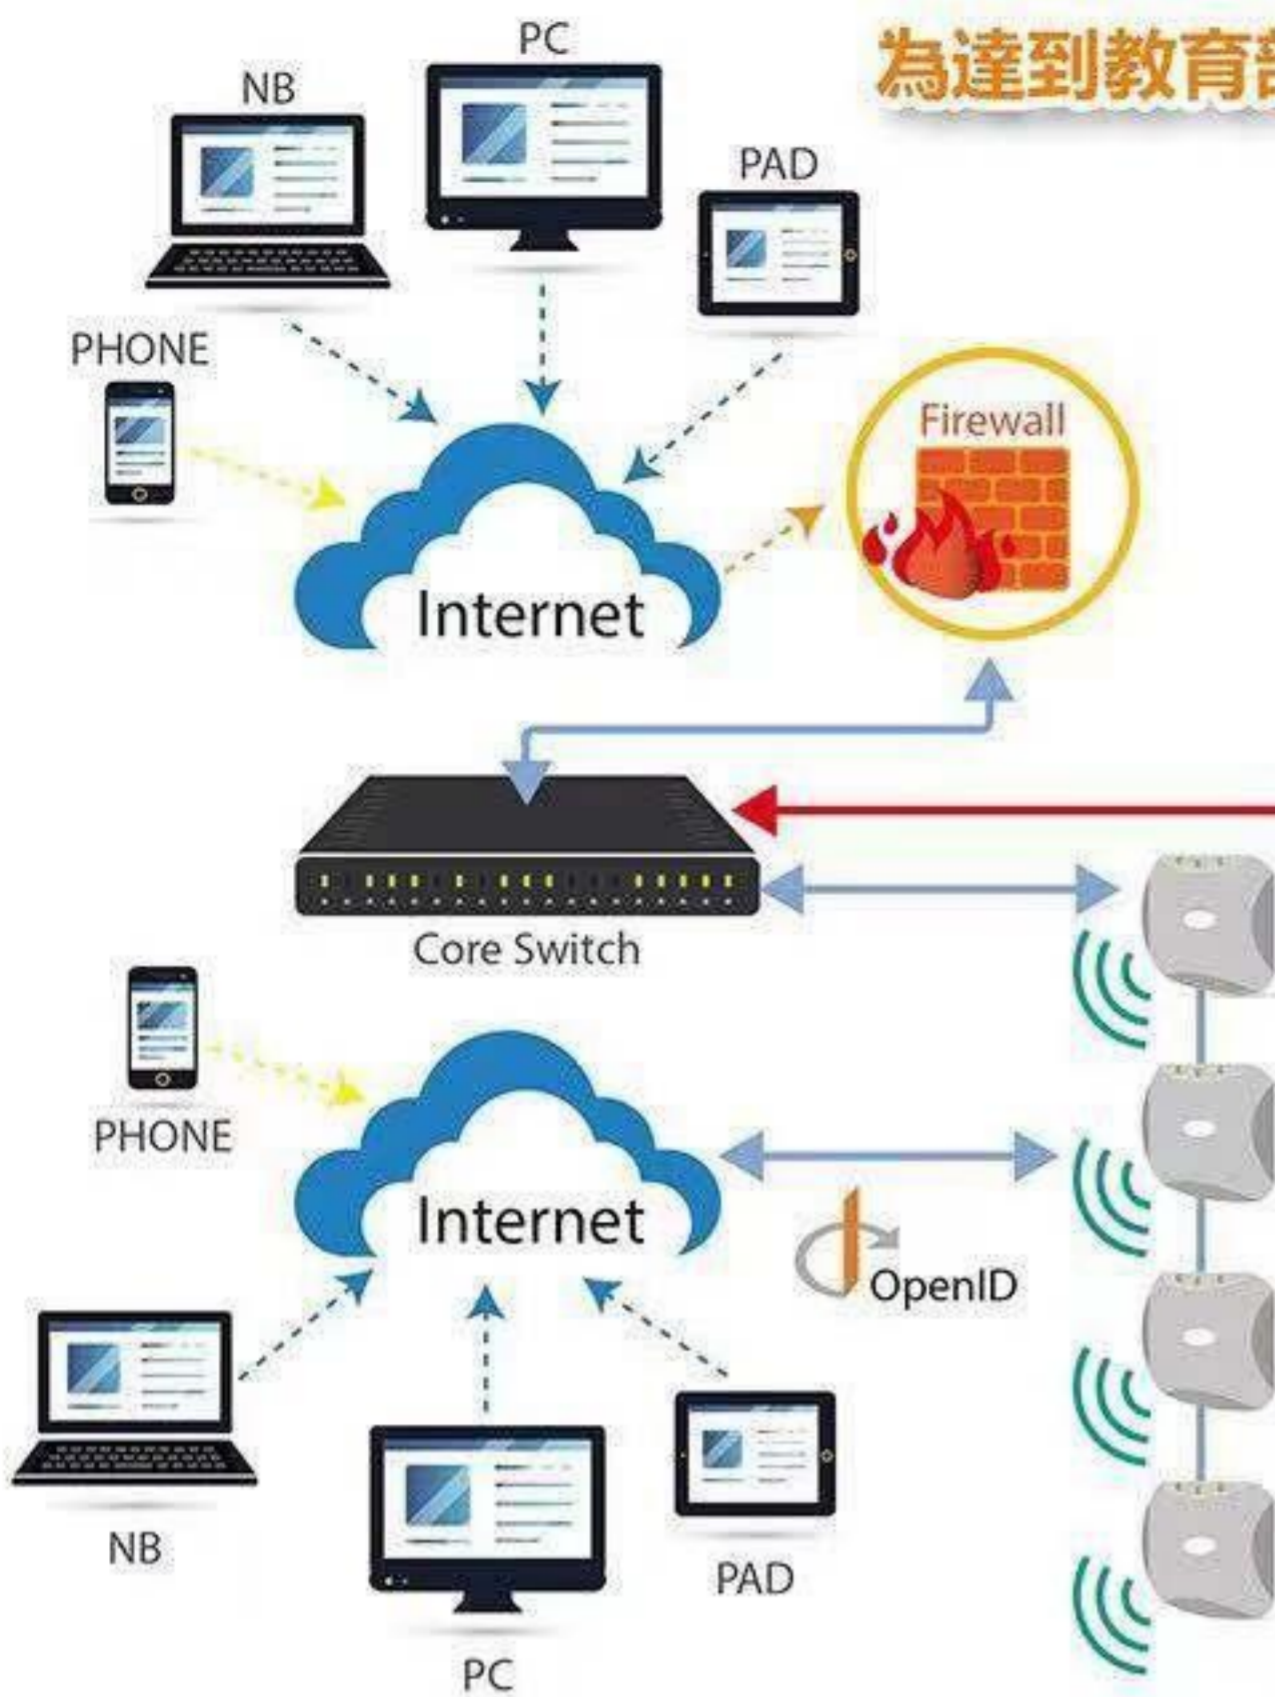 為達到教育部
PC
NB
PAD
PHONE
Firewall
Internet
Core Switch
PHONE
Internet
OpenID
NB
PAD
PC